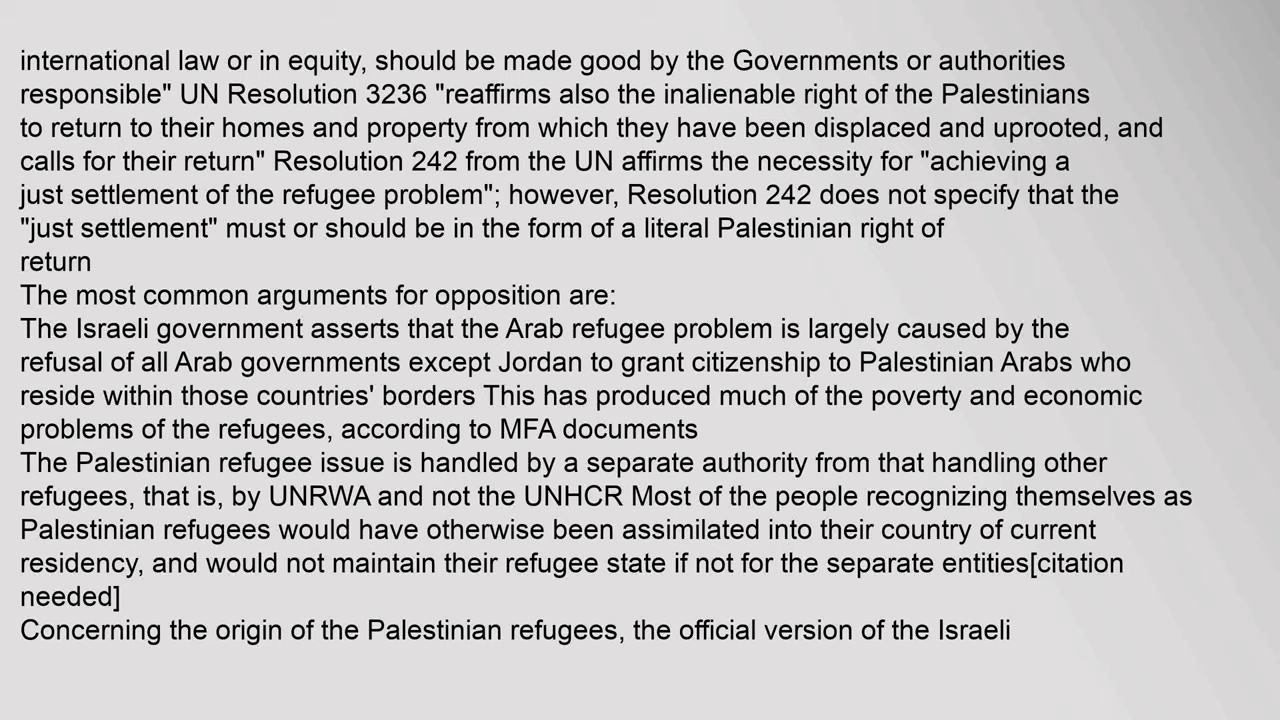 international law or in equity, should be made good by the Governments or authorities
responsible" UN Resolution 3236 "reaffirms also the inalienable right of the Palestinians
to return to their homes and property from which they have been displaced and uprooted, and
calls for their return" Resolution 242 from the UN affirms the necessity for "achieving a
just settlement of the refugee problem"; however, Resolution 242 does not specify that the
"just settlement" must or should be in the form of a literal Palestinian right of
return
The most common arguments for opposition are:
The Israeli government asserts that the Arab refugee problem is largely caused by the
refusal of all Arab governments except Jordan to grant citizenship to Palestinian Arabs who
reside within those countries' borders This has produced much of the poverty and economic
problems of the refugees, according to MFA documents
The Palestinian refugee issue is handled by a separate authority from that handling other
refugees, that is, by UNRWA and not the UNHCR Most of the people recognizing themselves as
Palestinian refugees would have otherwise been assimilated into their country of current
residency, and would not maintain their refugee state if not for the separate entities[citation
needed]
Concerning the origin of the Palestinian refugees, the official version of the Israeli